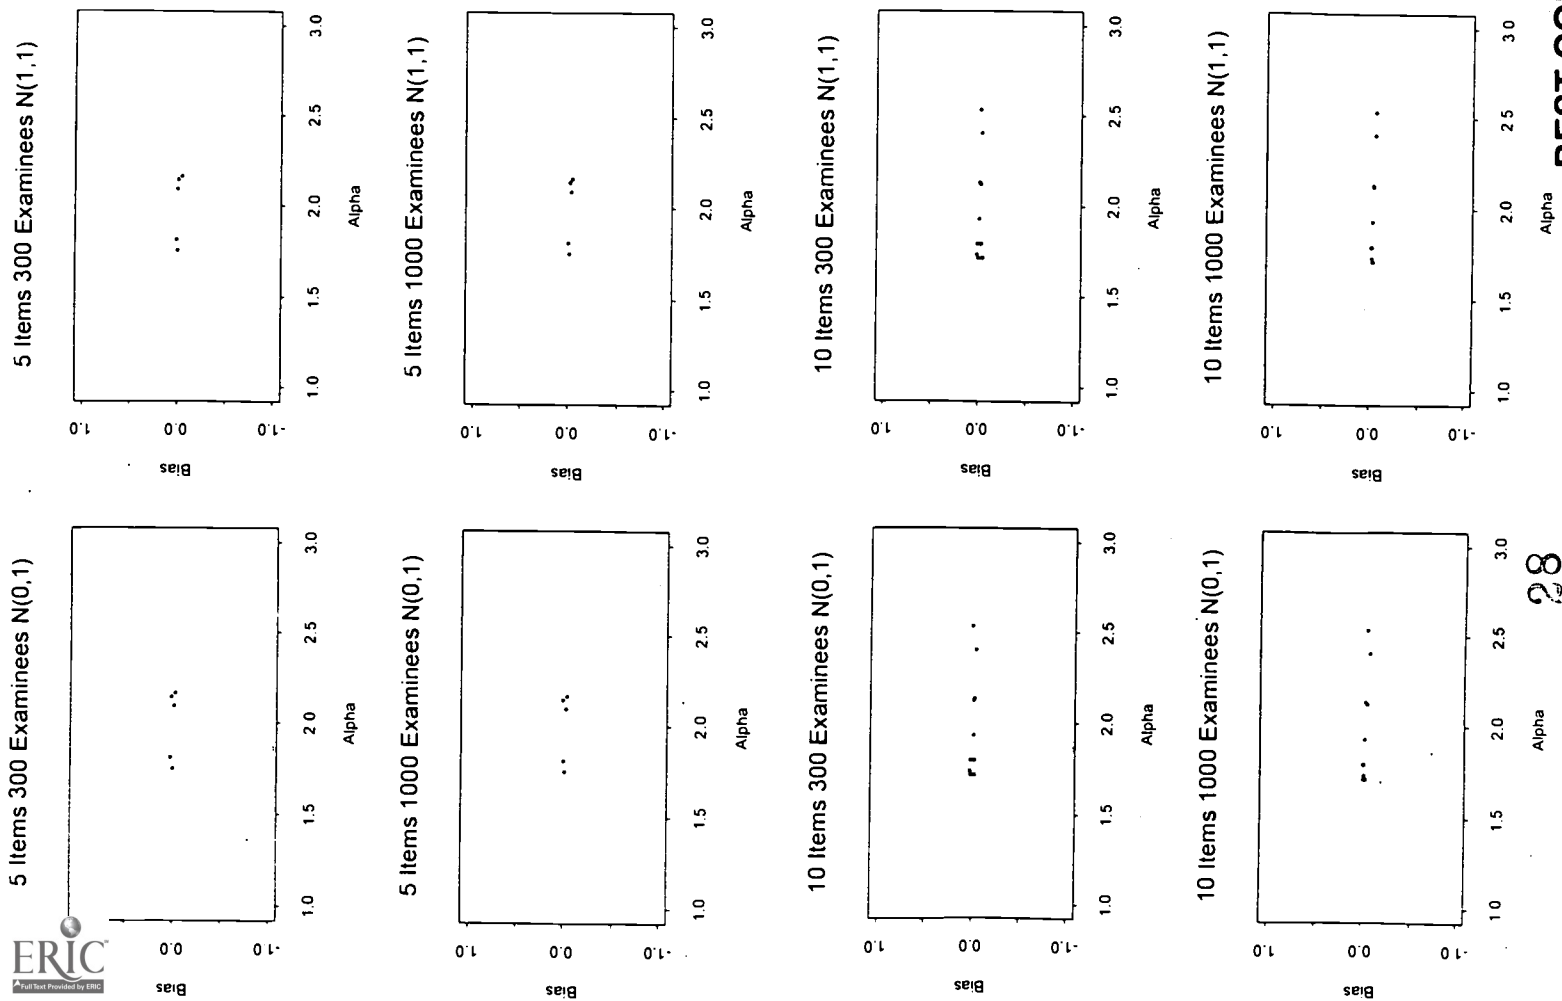 5 Items 300 Examinees N(0,1)
Bias
0.0
-1.0
1.0 1.5 2.0 2.5 3.0
Alpha
5 Items 300 Examinees N(1,1)
Bias
1.0
0.0
-1.0
1.0 1.5 2.0 2.5 3.0
Alpha
5 Items 1000 Examinees N(0,1)
Bias
1.0
0.0
-1.0
1.0 1.5 2.0 2.5 3.0
Alpha
5 Items 1000 Examinees N(1,1)
Bias
1.0
0.0
-1.0
1.0 1.5 2.0 2.5 3.0
Alpha
10 Items 300 Examinees N(0,1)
Bias
1.0
0.0
-1.0
1.0 1.5 2.0 2.5 3.0
Alpha
10 Items 300 Examinees N(1,1)
Bias
1.0
0.0
-1.0
1.0 1.5 2.0 2.5 3.0
Alpha
10 Items 1000 Examinees N(0,1)
Bias
1.0
0.0
-1.0
1.0 1.5 2.0 2.5 3.0
Alpha
10 Items 1000 Examinees N(1,1)
Bias
1.0
0.0
-1.0
1.0 1.5 2.0 2.5 3.0
Alpha
28
ERIC
Full Text Provided by ERIC